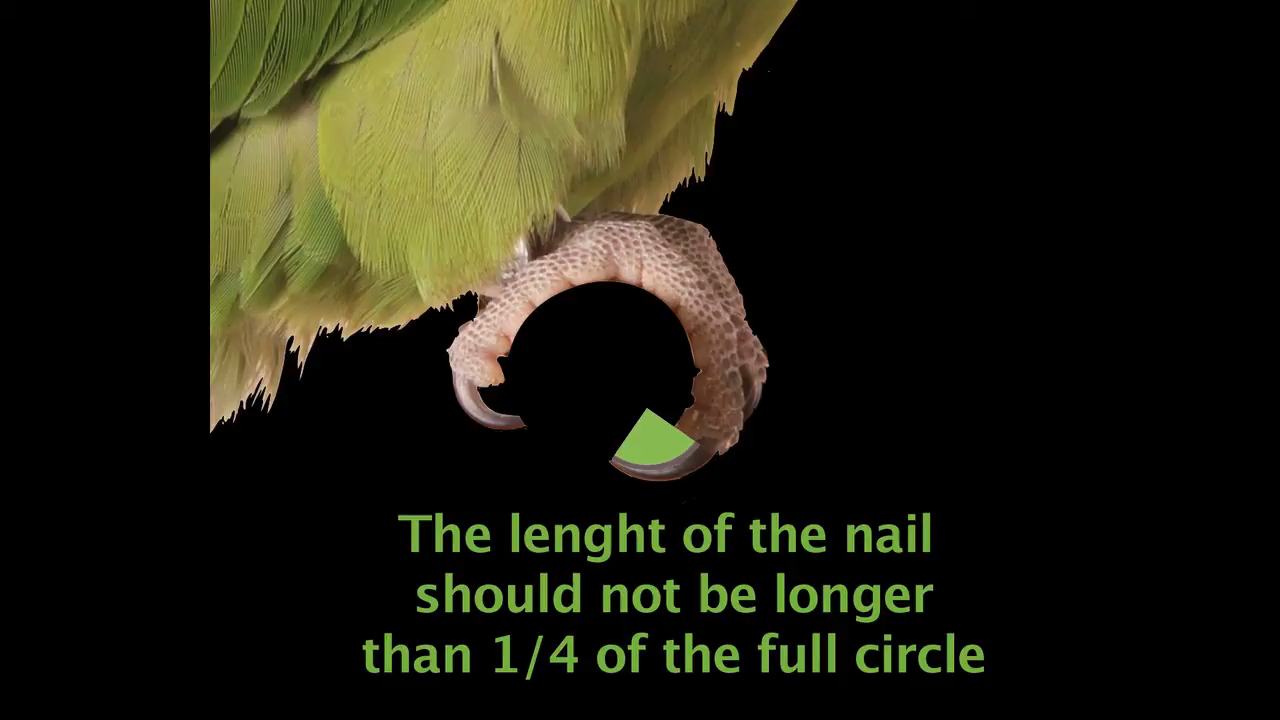 The lenght of the nail
should not be longer
than 1/4 of the full circle